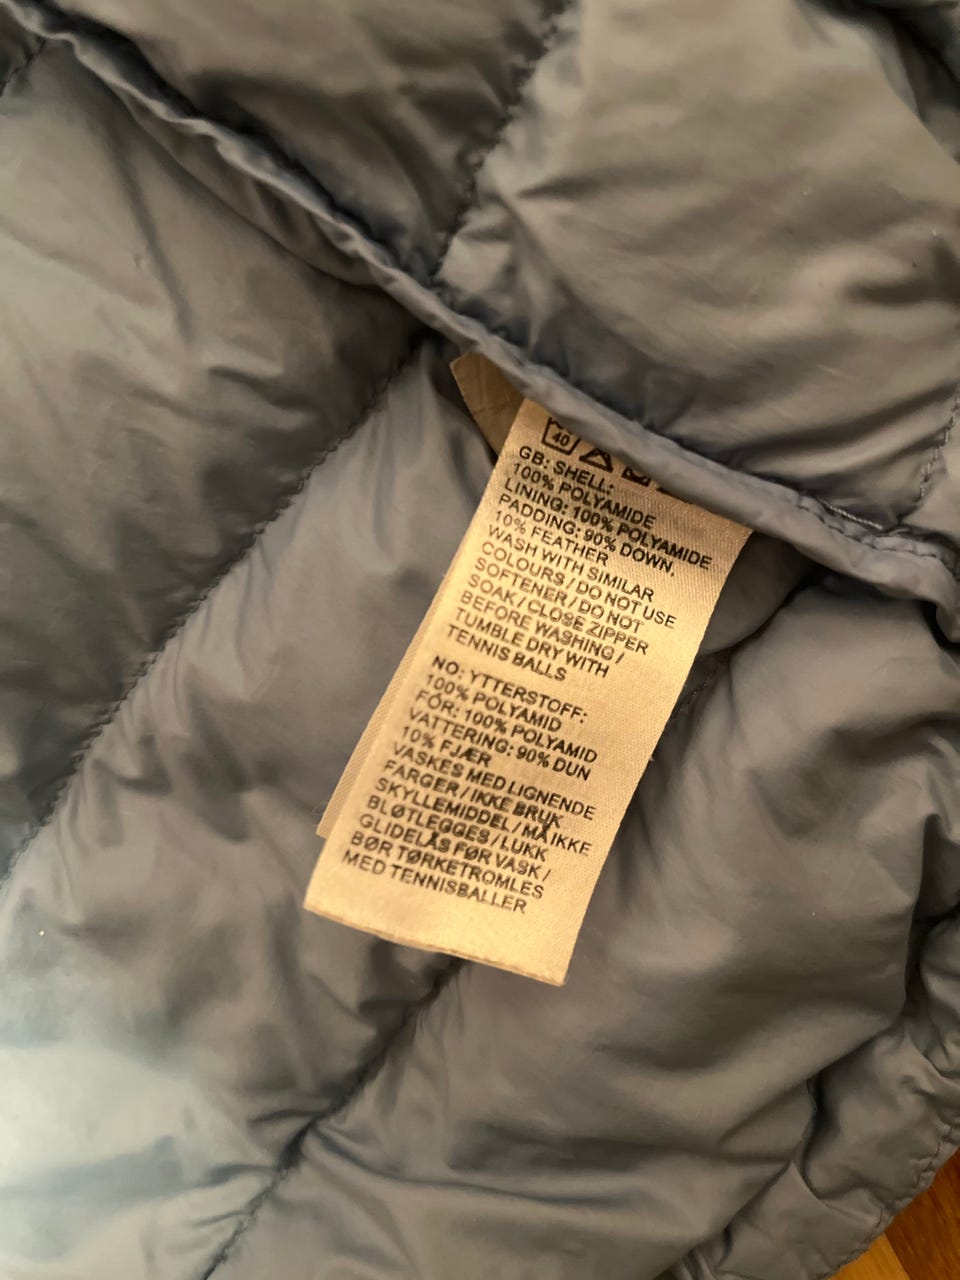 40
GB: SHELL:
100% POLYAMIDE
LINING: 100% POLYAMIDE
PADDING: 90% DOWN,
10% FEATHER
WASH WITH SIMILAR
COLOURS / DO NOT USE
SOFTENER / DO NOT
SOAK / CLOSE ZIPPER
BEFORE WASHING /
TUMBLE DRY WITH
TENNIS BALLS
NO: YTTERSTOFF:
100% POLYAMID
FÓR: 100% POLYAMID
VATTERING: 90% DUN
10% FJÆR
VASKES MED LIGNENDE
FARGER / IKKE BRUK
SKYLLEMIDDEL / MÅ IKKE
BLØTLEGGES / LUKK
GLIDELÅS FØR VASK /
BØR TØRKETROMLES
MED TENNISBALLER